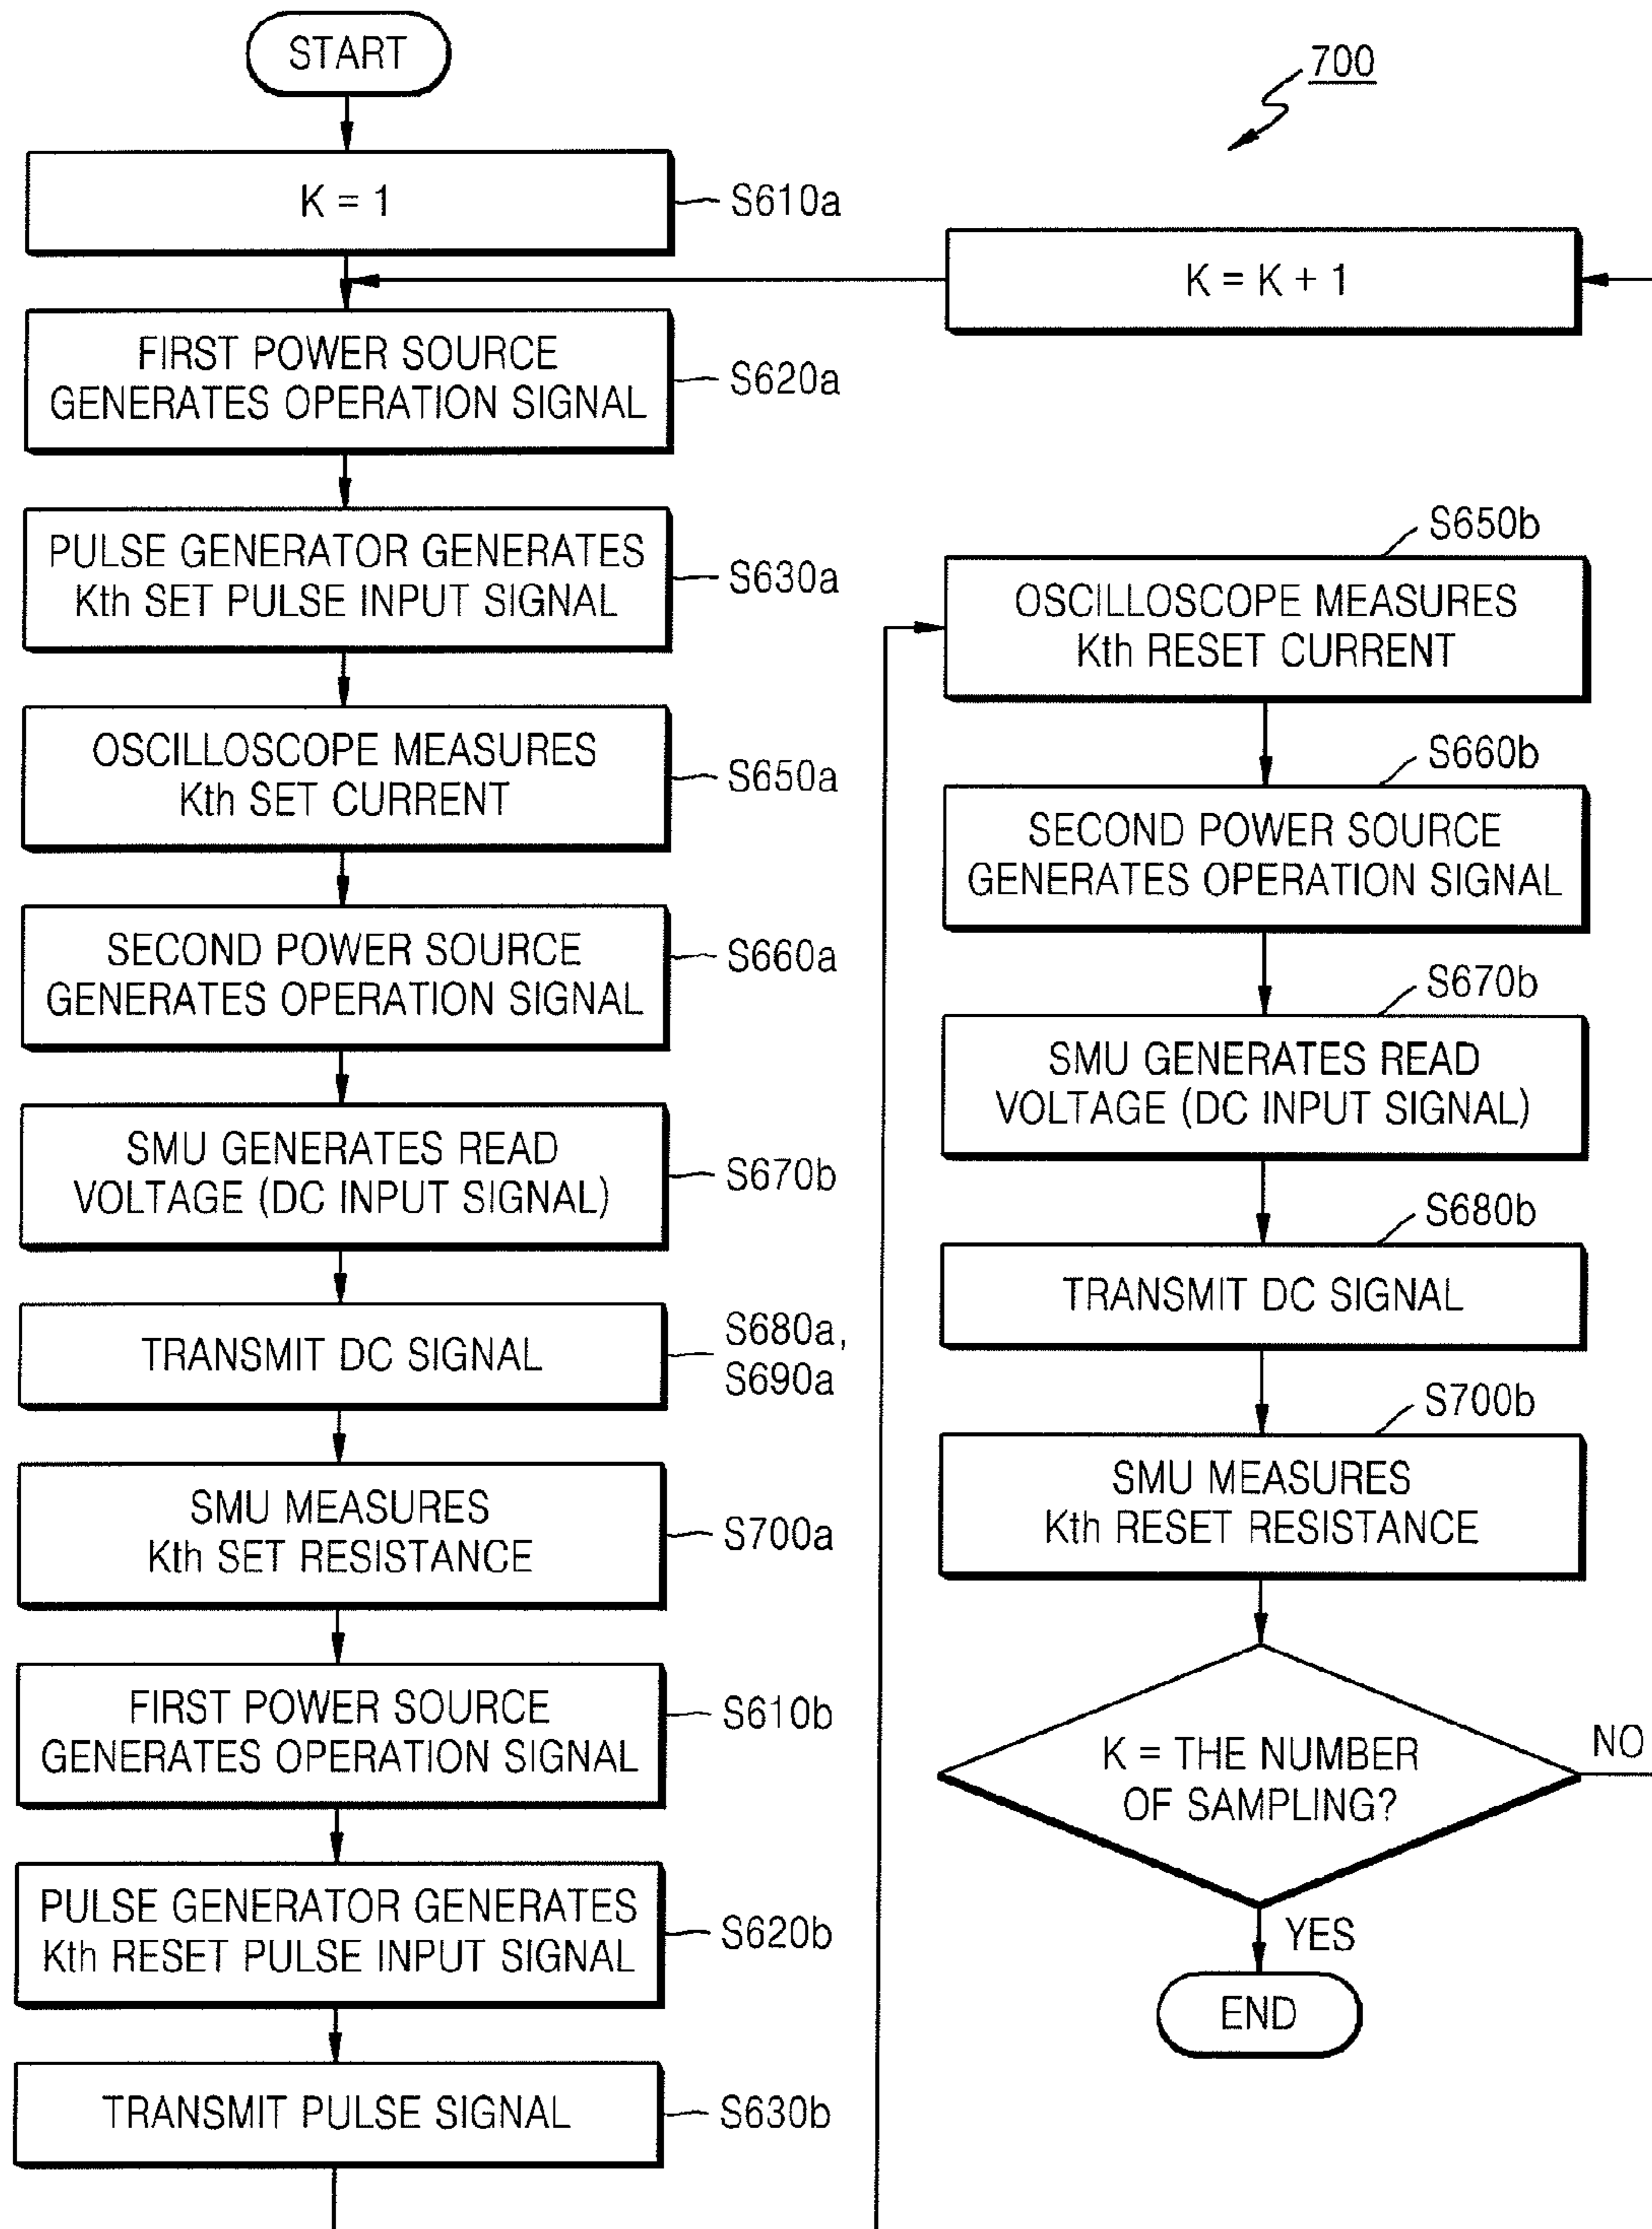 START
700
K = 1
S610a
K = K + 1
FIRST POWER SOURCE
GENERATES OPERATION SIGNAL
S620a
PULSE GENERATOR GENERATES
Kth SET PULSE INPUT SIGNAL
S630a
OSCILLOSCOPE MEASURES
Kth SET CURRENT
S650a
SECOND POWER SOURCE
GENERATES OPERATION SIGNAL
S660a
SMU GENERATES READ
VOLTAGE (DC INPUT SIGNAL)
S670b
TRANSMIT DC SIGNAL
S680a,
S690a
SMU MEASURES
Kth SET RESISTANCE
S700a
FIRST POWER SOURCE
GENERATES OPERATION SIGNAL
S610b
PULSE GENERATOR GENERATES
Kth RESET PULSE INPUT SIGNAL
S620b
TRANSMIT PULSE SIGNAL
S630b
S650b
OSCILLOSCOPE MEASURES
Kth RESET CURRENT
S660b
SECOND POWER SOURCE
GENERATES OPERATION SIGNAL
S670b
SMU GENERATES READ
VOLTAGE (DC INPUT SIGNAL)
S680b
TRANSMIT DC SIGNAL
S700b
SMU MEASURES
Kth RESET RESISTANCE
K = THE NUMBER
OF SAMPLING?
NO
YES
END